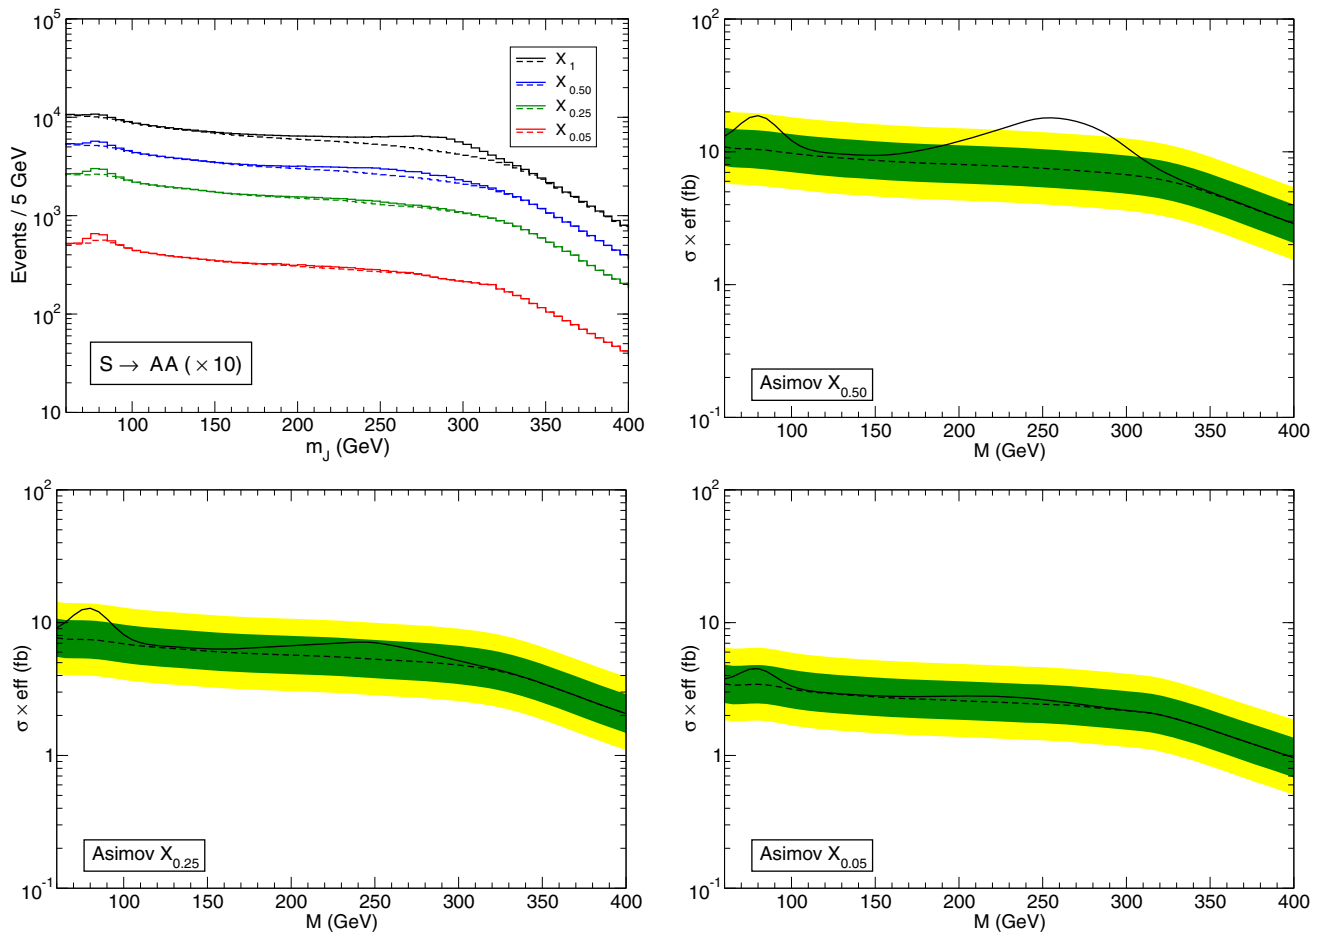 10^5
10^4
10^3
10^2
10
Events / 5 GeV
X_1
X_0.50
X_0.25
X_0.05
S → AA (× 10)
100 150 200 250 300 350 400
m_J (GeV)
10^2
10
1
10^-1
σ × eff (fb)
Asimov X_0.50
100 150 200 250 300 350 400
M (GeV)
10^2
10
1
10^-1
σ × eff (fb)
Asimov X_0.25
100 150 200 250 300 350 400
M (GeV)
10^2
10
1
10^-1
σ × eff (fb)
Asimov X_0.05
100 150 200 250 300 350 400
M (GeV)